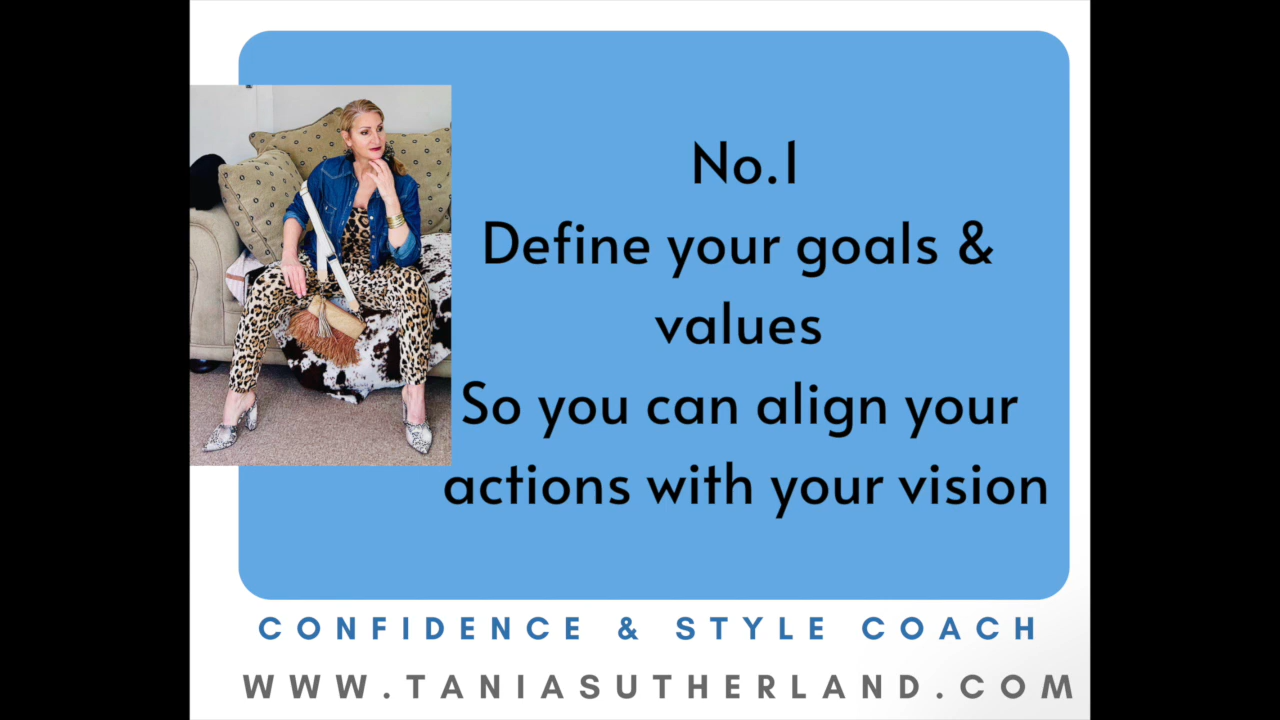 No.1
Define your goals &
values
So you can align your
actions with your vision
CONFIDENCE & STYLE COACH
WWW.TANIASUTHERLAND.COM